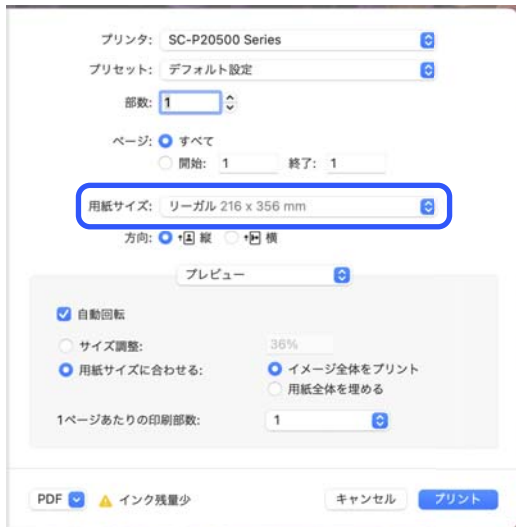 プリンタ: SC-P20500 Series
プリセット: デフォルト設定
部数: 1
ページ: すべて
開始: 1 終了: 1
用紙サイズ: リーガル 216 x 356 mm
方向: 縦 横
プレビュー
自動回転
サイズ調整: 36%
用紙サイズに合わせる: イメージ全体をプリント
用紙全体を埋める
1ページあたりの印刷部数: 1
PDF インク残量少 キャンセル プリント